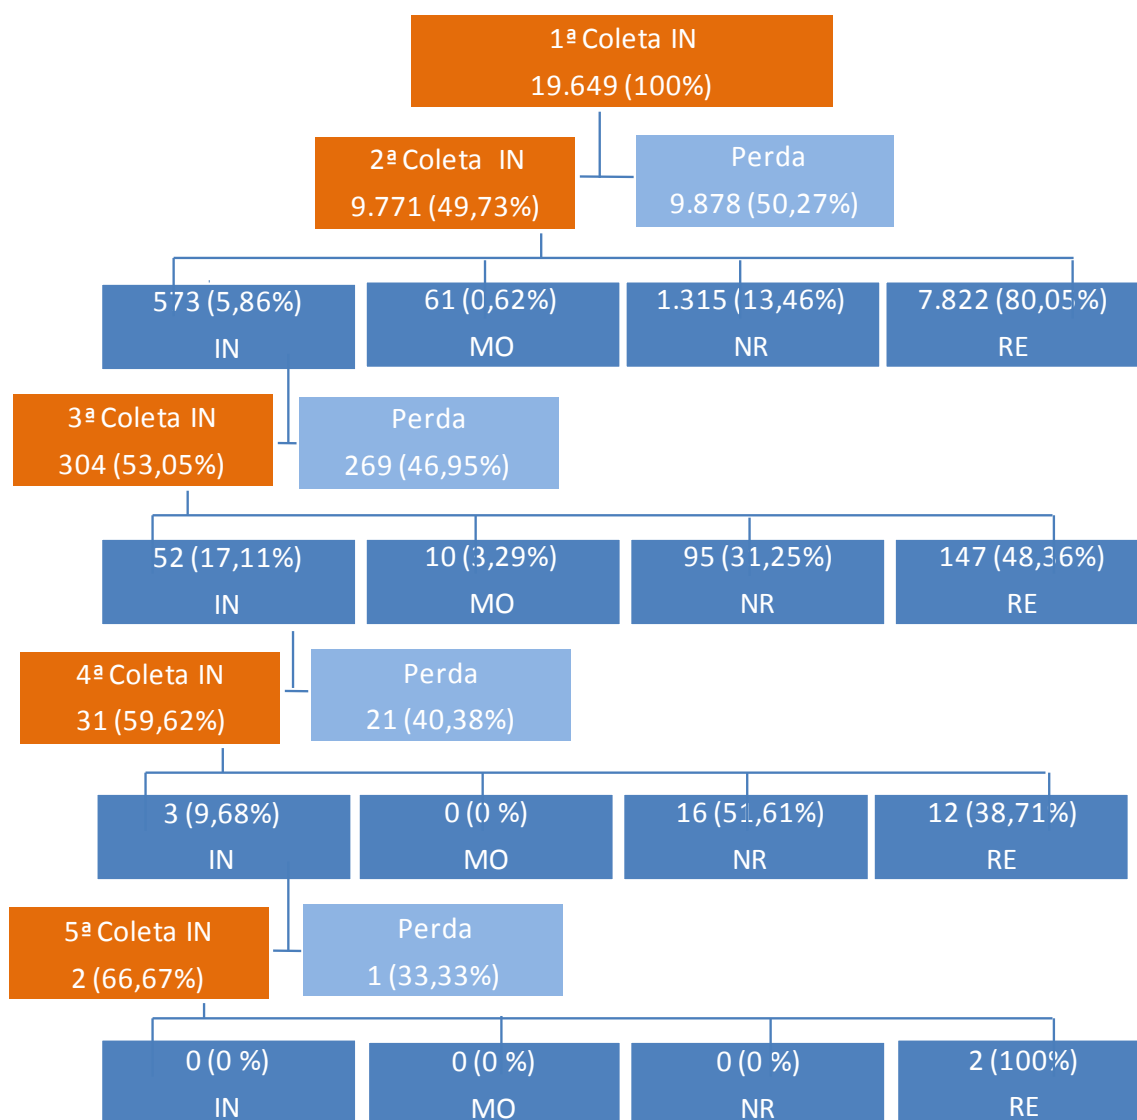 1ª Coleta IN
19.649 (100%)
2ª Coleta IN
9.771 (49,73%)
Perda
9.878 (50,27%)
573 (5,86%)
IN
61 (0,62%)
MO
1.315 (13,46%)
NR
7.822 (80,05%)
RE
3ª Coleta IN
304 (53,05%)
Perda
269 (46,95%)
52 (17,11%)
IN
10 (3,29%)
MO
95 (31,25%)
NR
147 (48,36%)
RE
4ª Coleta IN
31 (59,62%)
Perda
21 (40,38%)
3 (9,68%)
IN
0 (0 %)
MO
16 (51,61%)
NR
12 (38,71%)
RE
5ª Coleta IN
2 (66,67%)
Perda
1 (33,33%)
0 (0 %)
IN
0 (0 %)
MO
0 (0 %)
NR
2 (100%)
RE